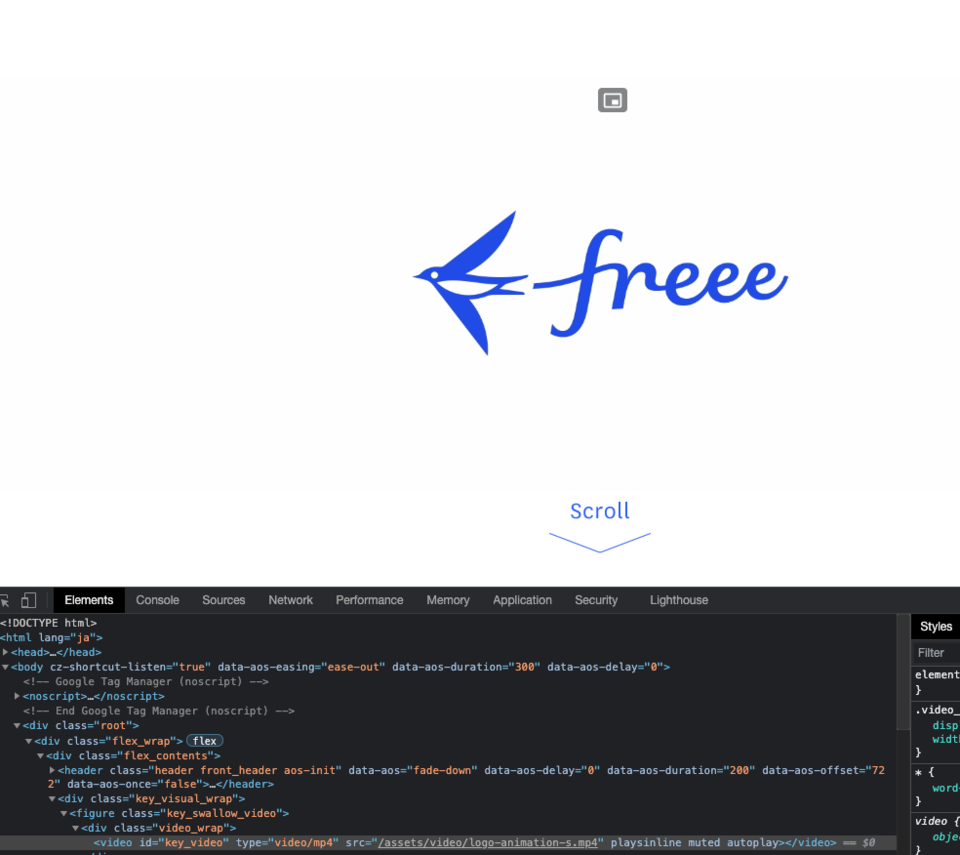 freee
Scroll
Elements Console Sources Network Performance Memory Application Security Lighthouse
<!DOCTYPE html>
<html lang="ja">
<head>…</head>
<body cz-shortcut-listen="true" data-aos-easing="ease-out" data-aos-duration="300" data-aos-delay="0">
<!-- Google Tag Manager (noscript) -->
<noscript>…</noscript>
<!-- End Google Tag Manager (noscript) -->
<div class="root">
<div class="flex_wrap"> flex
<div class="flex_contents">
<header class="header front_header aos-init" data-aos="fade-down" data-aos-delay="0" data-aos-duration="200" data-aos-offset="72
2" data-aos-once="false">…</header>
<div class="key_visual_wrap">
<figure class="key_swallow_video">
<div class="video_wrap">
<video id="key_video" type="video/mp4" src="/assets/video/logo-animation-s.mp4" playsinline muted autoplay></video> == $0
Styles
Filter
element
}
.video_
disp
widt
}
* {
word-
}
video {
obje
}